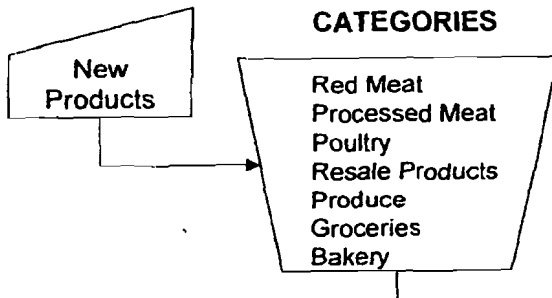 CATEGORIES
New
Products
Red Meat
Processed Meat
Poultry
Resale Products
Produce
Groceries
Bakery